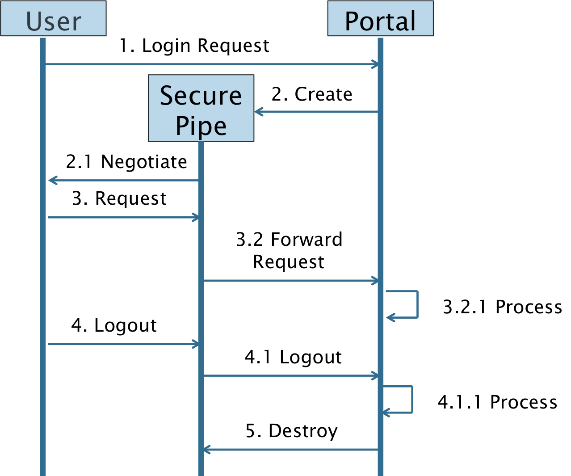 User
Portal
1. Login Request
Secure
Pipe
2. Create
2.1 Negotiate
3. Request
3.2 Forward
Request
3.2.1 Process
4. Logout
4.1 Logout
4.1.1 Process
5. Destroy